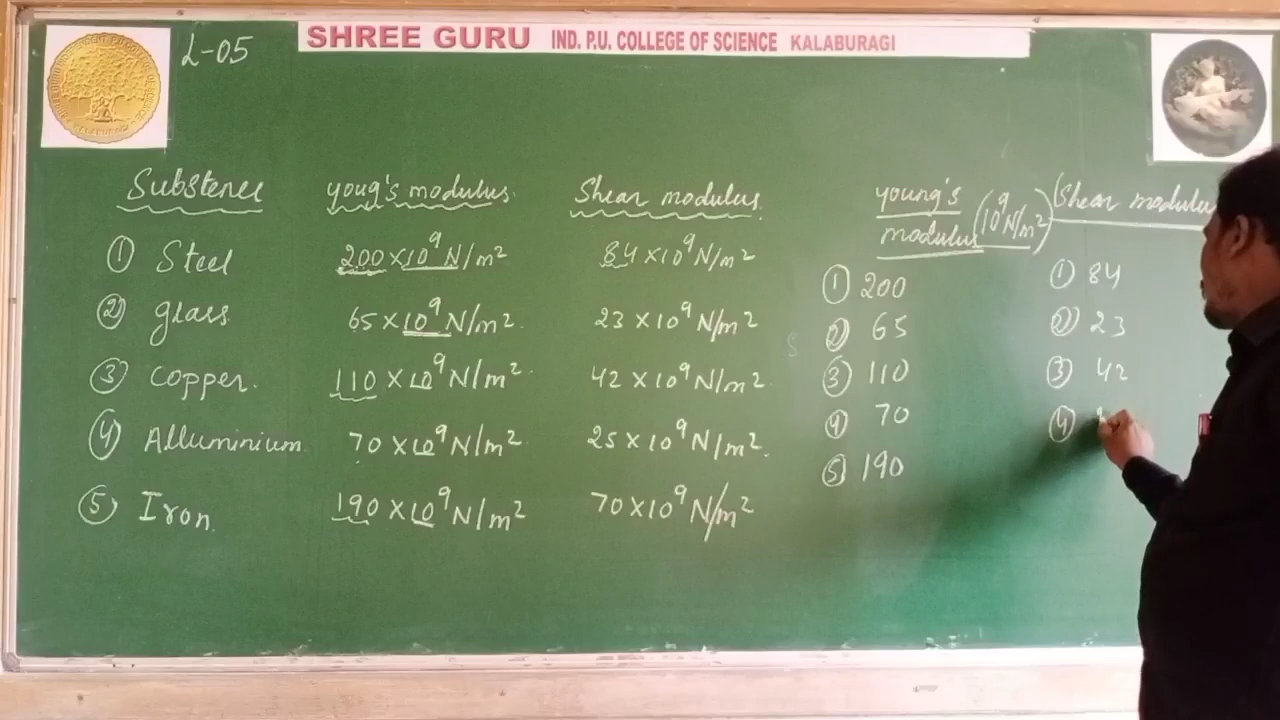 SHREE GURU IND. P.U. COLLEGE OF SCIENCE KALABURAGI
L-05
Substence young's modulus. Shear modulus.
① Steel 200×10⁹ N/m² 84×10⁹ N/m²
② glass 65×10⁹ N/m². 23×10⁹ N/m²
③ Copper. 110×10⁹ N/m². 42×10⁹ N/m².
④ Alluminium. 70×10⁹ N/m². 25×10⁹ N/m².
⑤ Iron. 190×10⁹ N/m² 70×10⁹ N/m²
young's
modulus (10⁹ N/m²)
① 200
② 65
③ 110
④ 70
⑤ 190
(Shear modulu
① 84
② 23
③ 42
④
KALABURAGI